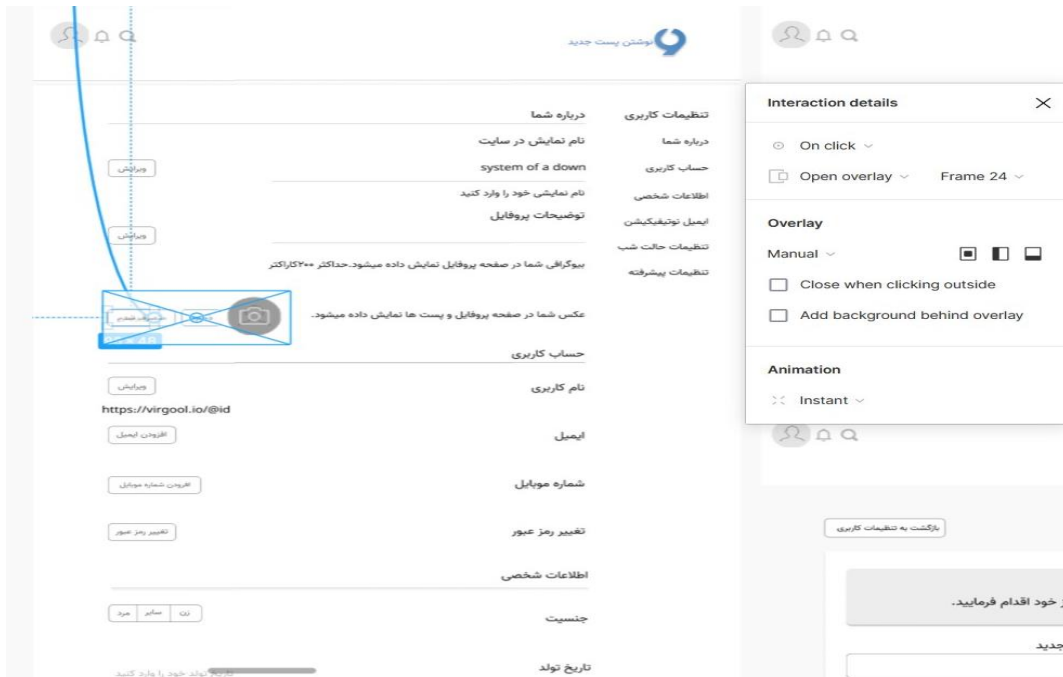 نوشتن پست جدید
تنظیمات کاربری
درباره شما
حساب کاربری
اطلاعات شخصی
ایمیل نوتیفیکیشن
تنظیمات حالت شب
تنظیمات پیشرفته
درباره شما
نام نمایش در سایت
system of a down
ویرایش
نام نمایشی خود را وارد کنید
توضیحات پروفایل
ویرایش
بیوگرافی شما در صفحه پروفایل نمایش داده میشود.حداکثر ۲۰۰کاراکتر
عکس شما در صفحه پروفایل و پست ها نمایش داده میشود.
حساب کاربری
نام کاربری
ویرایش
https://virgool.io/@id
ایمیل
افزودن ایمیل
شماره موبایل
افزودن شماره موبایل
تغییر رمز عبور
تغییر رمز عبور
اطلاعات شخصی
جنسیت
زن
سایر
مرد
تاریخ تولد
تاریخ تولد خود را وارد کنید
Interaction details
On click
Open overlay Frame 24
Overlay
Manual
Close when clicking outside
Add background behind overlay
Animation
Instant
بازگشت به تنظیمات کاربری
خود اقدام فرمایید.
جدید